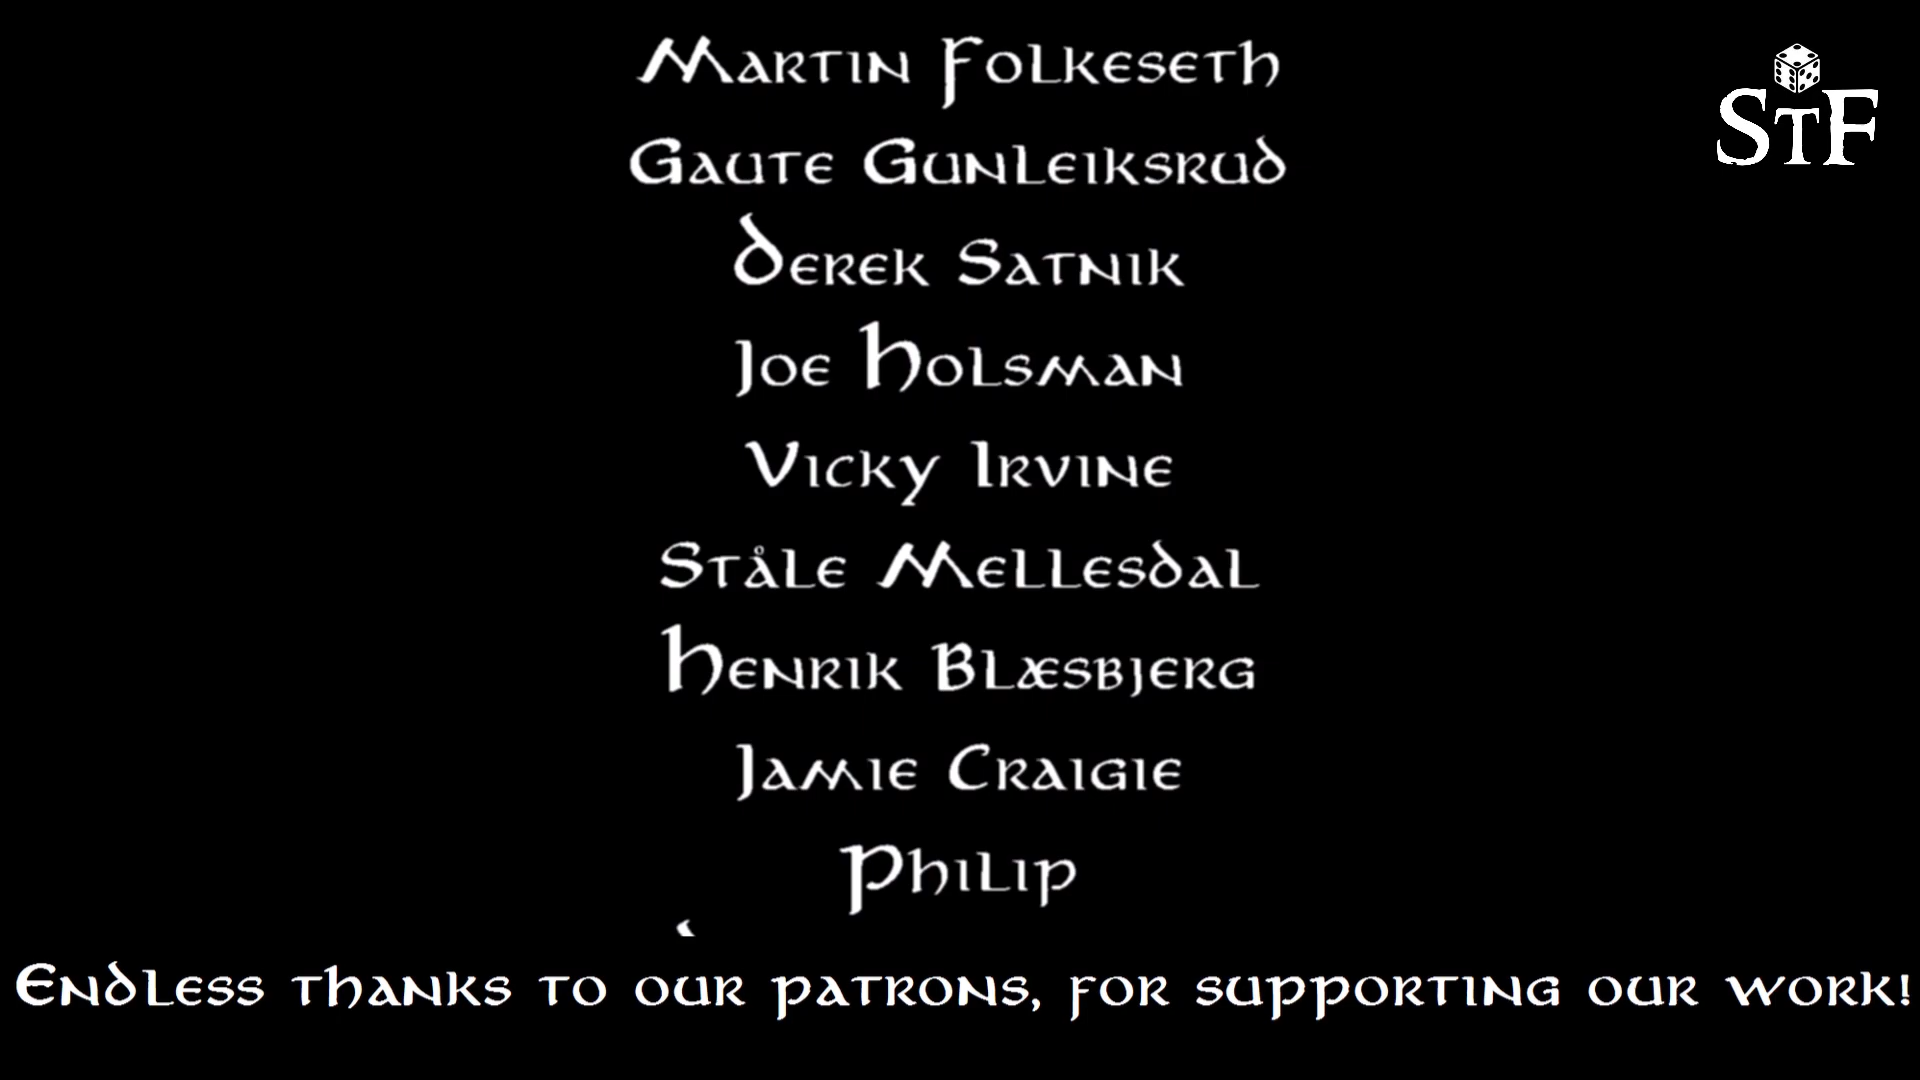 Martin Folkeseth
StF
Gaute Gunleiksrud
Derek Satnik
Joe Holsman
Vicky Irvine
Ståle Mellesdal
Henrik Blæsbjerg
Jamie Craigie
Philip
Endless thanks to our patrons, for supporting our work!